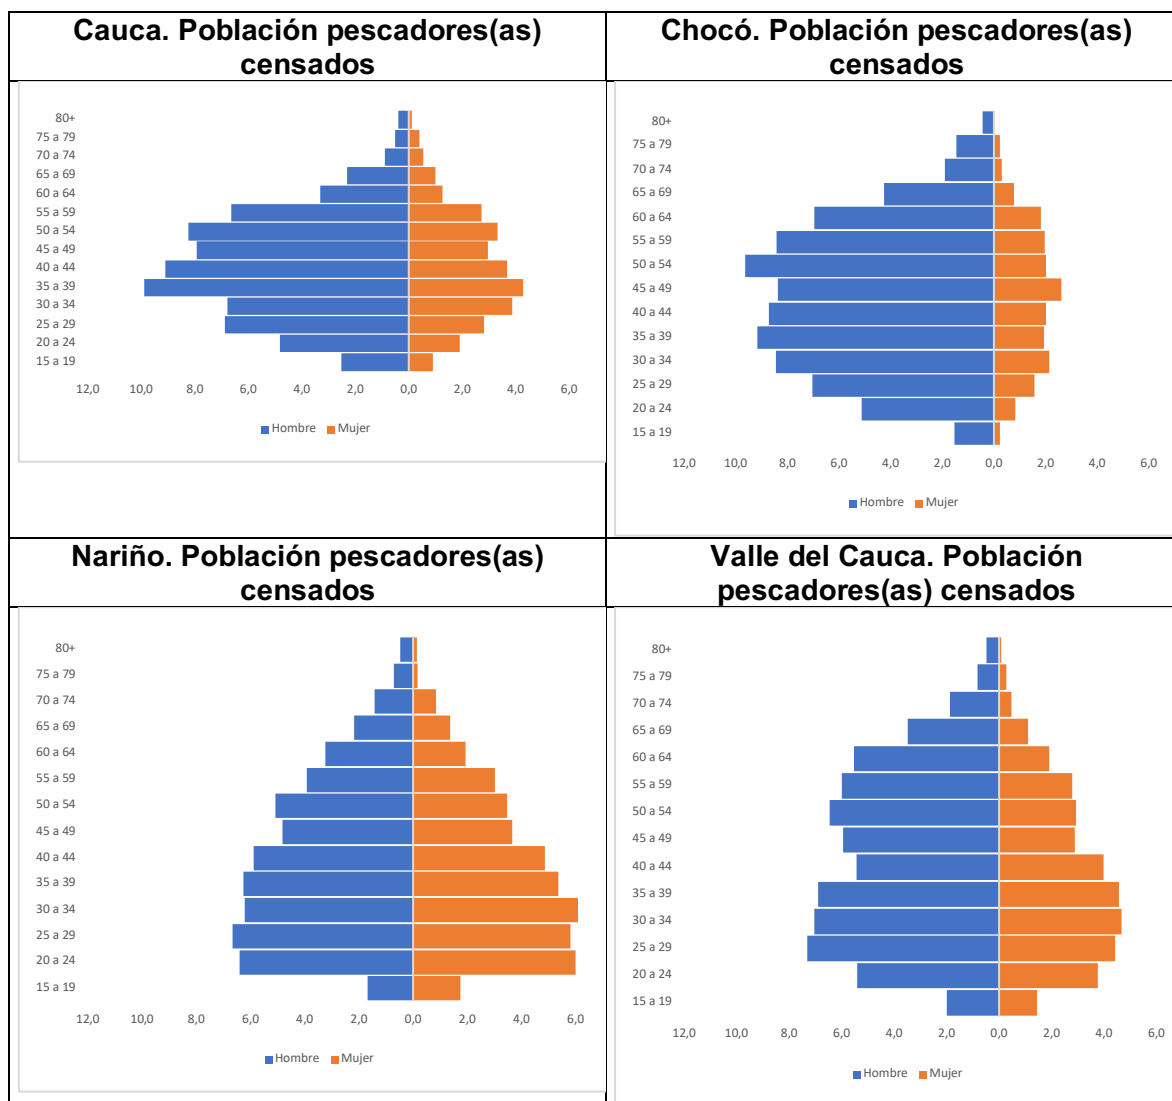 Cauca. Población pescadores(as)
censados
80+
75 a 79
70 a 74
65 a 69
60 a 64
55 a 59
50 a 54
45 a 49
40 a 44
35 a 39
30 a 34
25 a 29
20 a 24
15 a 19
12,0 10,0 8,0 6,0 4,0 2,0 0,0 2,0 4,0 6,0
Hombre Mujer
Chocó. Población pescadores(as)
censados
80+
75 a 79
70 a 74
65 a 69
60 a 64
55 a 59
50 a 54
45 a 49
40 a 44
35 a 39
30 a 34
25 a 29
20 a 24
15 a 19
12,0 10,0 8,0 6,0 4,0 2,0 0,0 2,0 4,0 6,0
Hombre Mujer
Nariño. Población pescadores(as)
censados
80+
75 a 79
70 a 74
65 a 69
60 a 64
55 a 59
50 a 54
45 a 49
40 a 44
35 a 39
30 a 34
25 a 29
20 a 24
15 a 19
12,0 10,0 8,0 6,0 4,0 2,0 0,0 2,0 4,0 6,0
Hombre Mujer
Valle del Cauca. Población
pescadores(as) censados
80+
75 a 79
70 a 74
65 a 69
60 a 64
55 a 59
50 a 54
45 a 49
40 a 44
35 a 39
30 a 34
25 a 29
20 a 24
15 a 19
12,0 10,0 8,0 6,0 4,0 2,0 0,0 2,0 4,0 6,0
Hombre Mujer